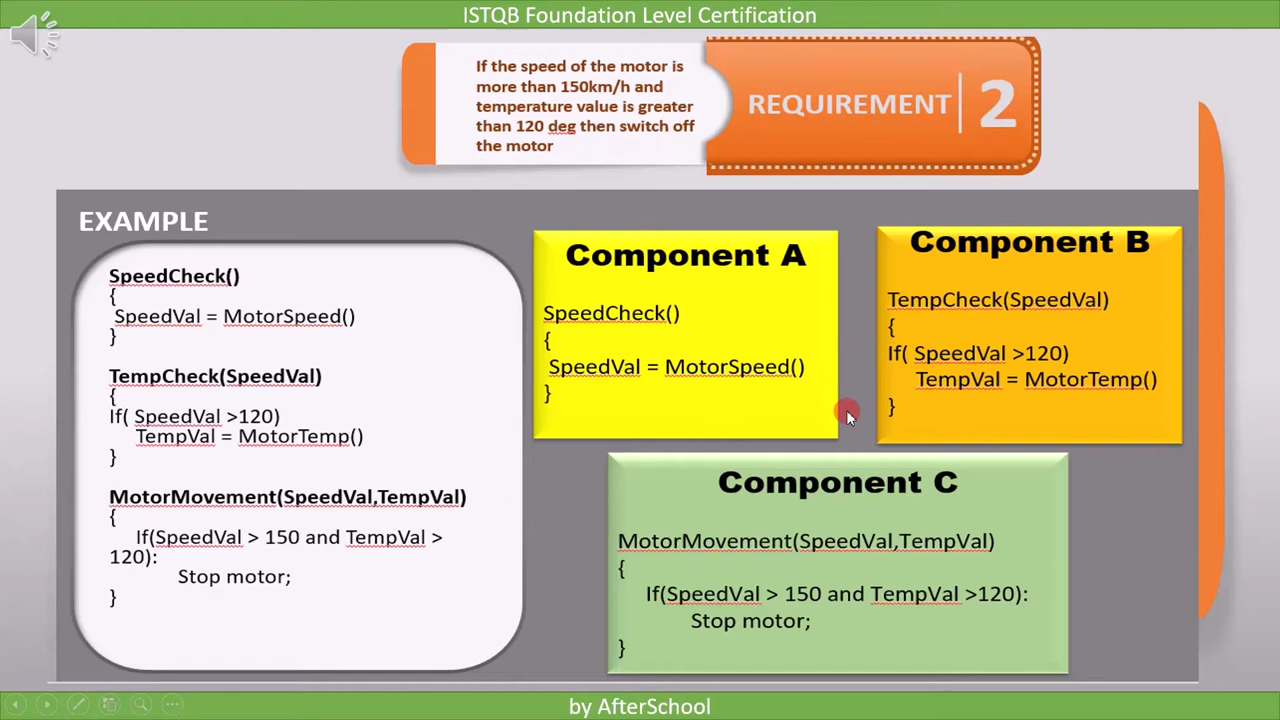 ISTQB Foundation Level Certification
If the speed of the motor is
more than 150km/h and
temperature value is greater
than 120 deg then switch off
the motor
REQUIREMENT 2
EXAMPLE
SpeedCheck()
{
SpeedVal = MotorSpeed()
}
TempCheck(SpeedVal)
{
If( SpeedVal >120)
TempVal = MotorTemp()
}
MotorMovement(SpeedVal,TempVal)
{
If(SpeedVal > 150 and TempVal >
120):
Stop motor;
}
Component A
SpeedCheck()
{
SpeedVal = MotorSpeed()
}
Component B
TempCheck(SpeedVal)
{
If( SpeedVal >120)
TempVal = MotorTemp()
}
Component C
MotorMovement(SpeedVal,TempVal)
{
If(SpeedVal > 150 and TempVal >120):
Stop motor;
}
by AfterSchool